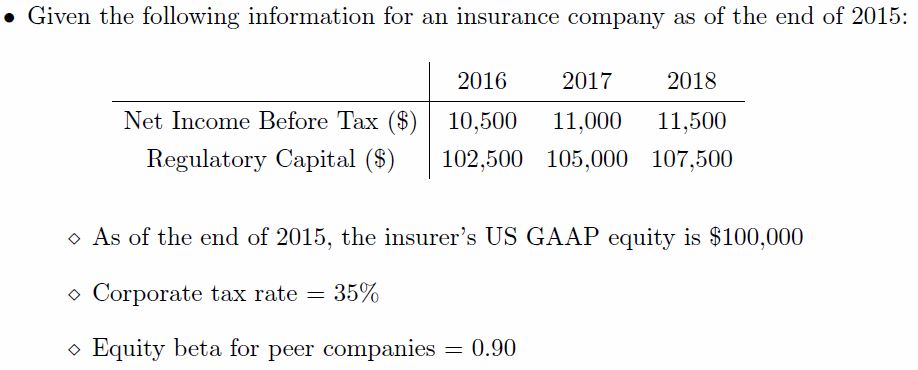 • Given the following information for an insurance company as of the end of 2015:
2016 2017 2018
Net Income Before Tax ($) 10,500 11,000 11,500
Regulatory Capital ($) 102,500 105,000 107,500
⋄ As of the end of 2015, the insurer's US GAAP equity is $100,000
⋄ Corporate tax rate = 35%
⋄ Equity beta for peer companies = 0.90